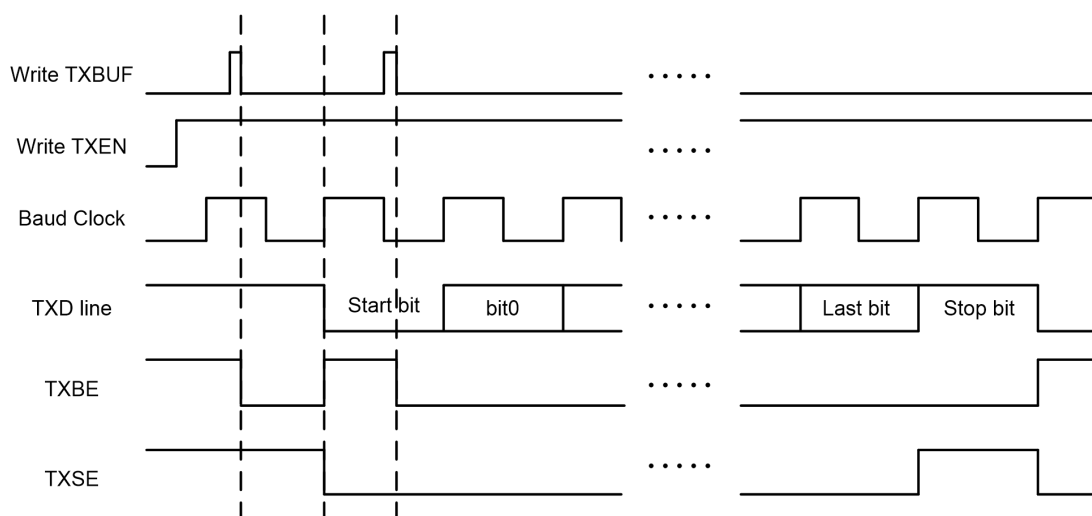 Write TXBUF
Write TXEN
Baud Clock
TXD line
Start bit
bit0
Last bit
Stop bit
TXBE
TXSE